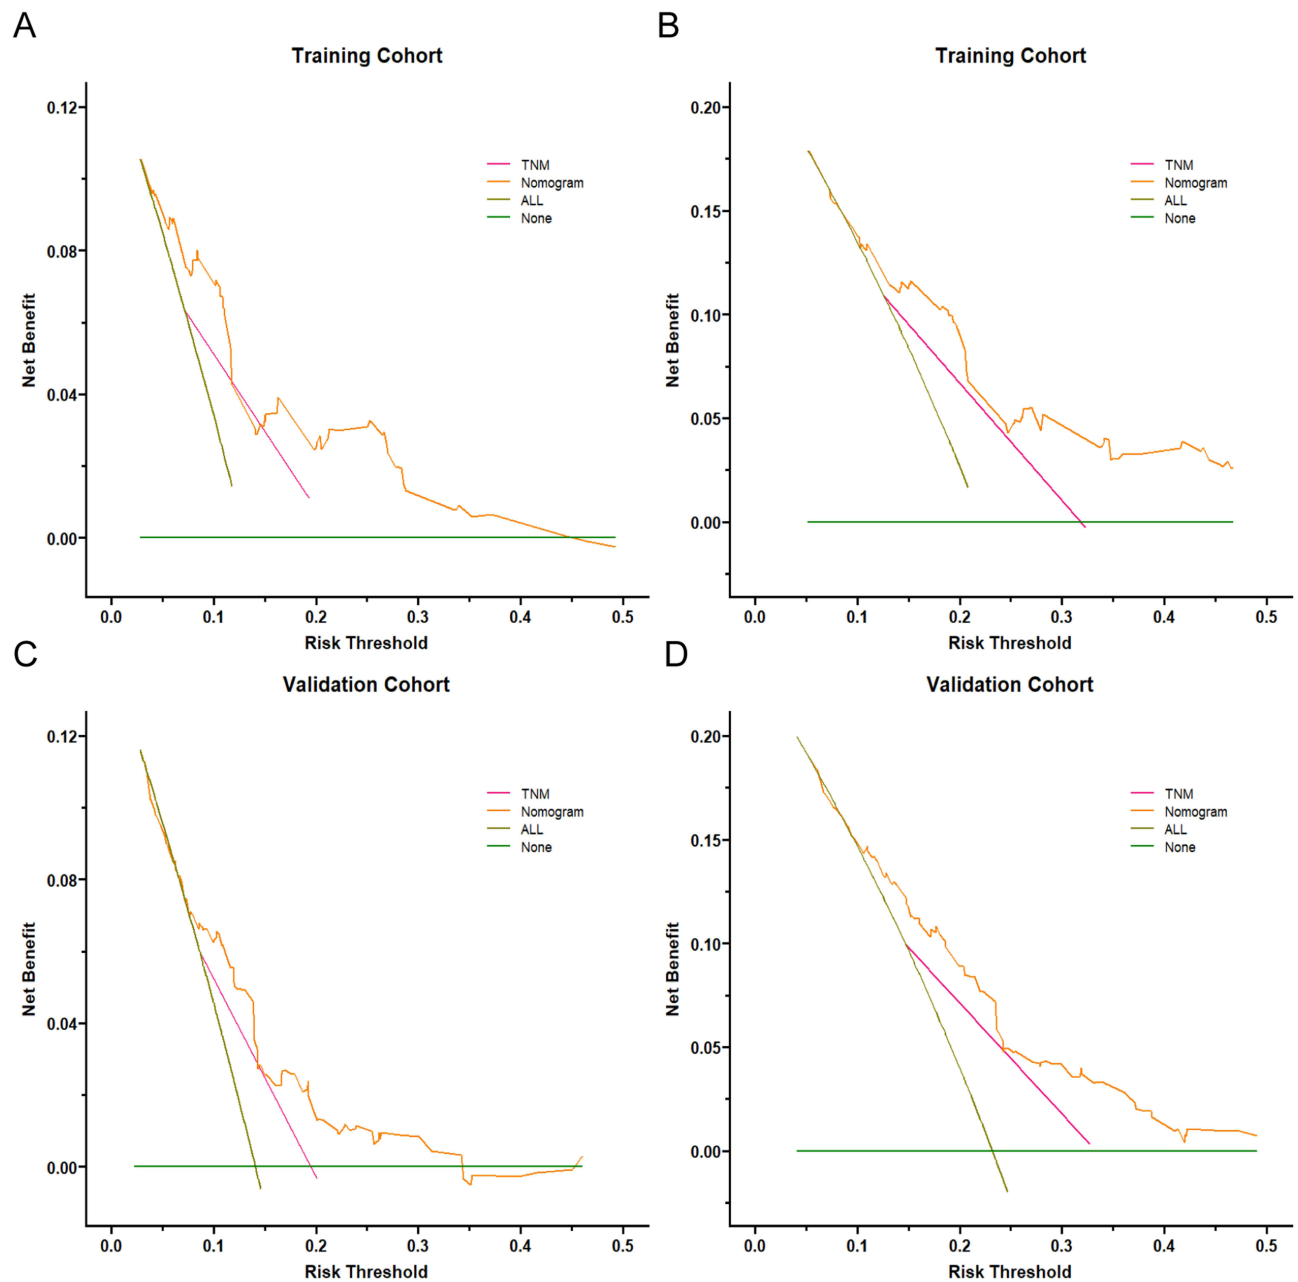 A
Training Cohort
0.12
0.08
0.04
0.00
Net Benefit
TNM
Nomogram
ALL
None
0.0 0.1 0.2 0.3 0.4 0.5
Risk Threshold
B
Training Cohort
0.20
0.15
0.10
0.05
0.00
Net Benefit
TNM
Nomogram
ALL
None
0.0 0.1 0.2 0.3 0.4 0.5
Risk Threshold
C
Validation Cohort
0.12
0.08
0.04
0.00
Net Benefit
TNM
Nomogram
ALL
None
0.0 0.1 0.2 0.3 0.4 0.5
Risk Threshold
D
Validation Cohort
0.20
0.15
0.10
0.05
0.00
Net Benefit
TNM
Nomogram
ALL
None
0.0 0.1 0.2 0.3 0.4 0.5
Risk Threshold